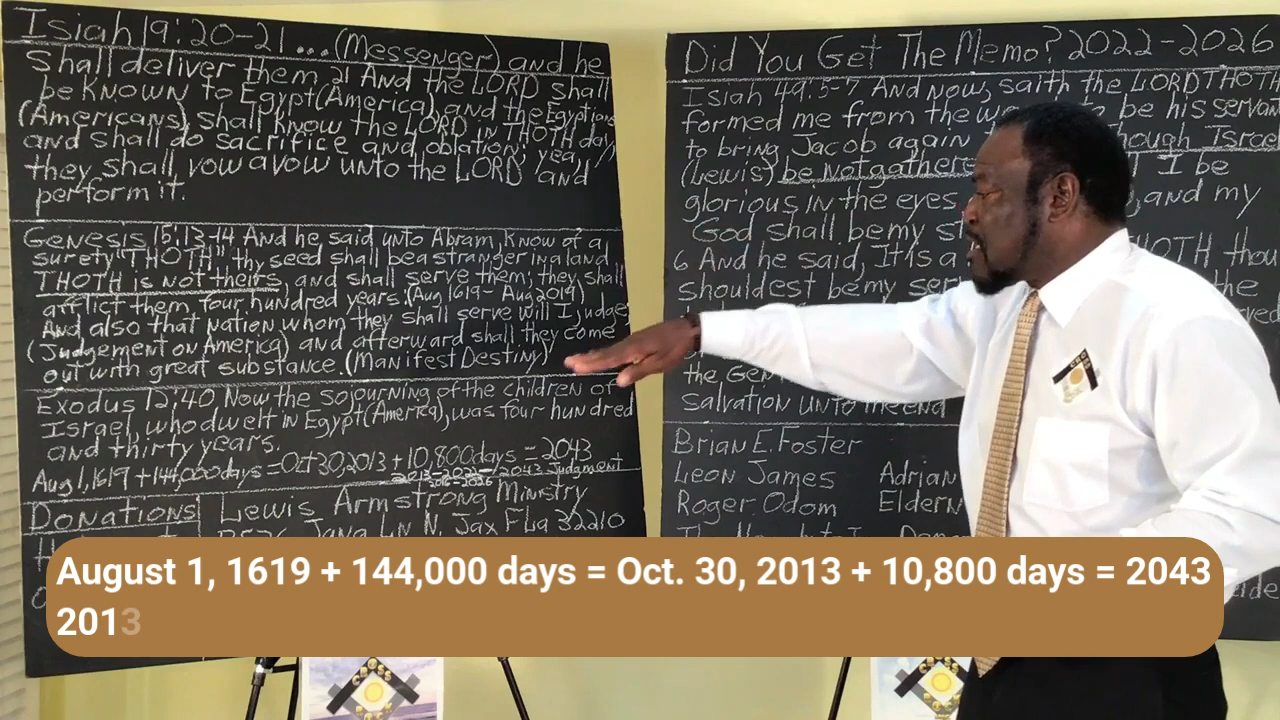 Isiah 19:20-21...(Messenger) and he
shall deliver them. 21 And the LORD shall
be KNOWN to Egypt(America), and the Egyptians
(Americans) shall know the LORD in THOTH day,
and shall do sacrifice and oblation; yea,
they shall vow a vow unto the LORD and
perform it.
Genesis 15:13-14 And he said unto Abram, Know of a
surety "THOTH" thy seed shall be a stranger in a land
THOTH is not theirs, and shall serve them; they shall
afflict them four hundred years. (Aug 1619 - Aug 2019)
And also that nation whom they shall serve will I judge
(Judgement on America) and afterward shall they come
out with great substance. (Manifest Destiny)
Exodus 12:40 Now the sojourning of the children of
Israel, who dwelt in Egypt(America), was four hundred
and thirty years.
Aug 1, 1619 + 144,000 days = Oct 30, 2013 + 10,800 days = 2043
2043 Judgment
Donations Lewis Armstrong Ministry
Jana Ln N, Jax Fla 32210
Did You Get The Memo? 2022-2026
Isiah 49:5-7 And now, saith the LORD THOTH
formed me from the to be his servan
to bring Jacob again Though Israel
(Lewis) be not gathere I be
glorious in the eyes and my
God shall be my st
6 And he said, It is a THOTH thou
shouldest be my ser the
the Gen
salvation unto the end
Brian E. Foster
Leon James Adrian
Roger Odom Eldern
August 1, 1619 + 144,000 days = Oct. 30, 2013 + 10,800 days = 2043
2013